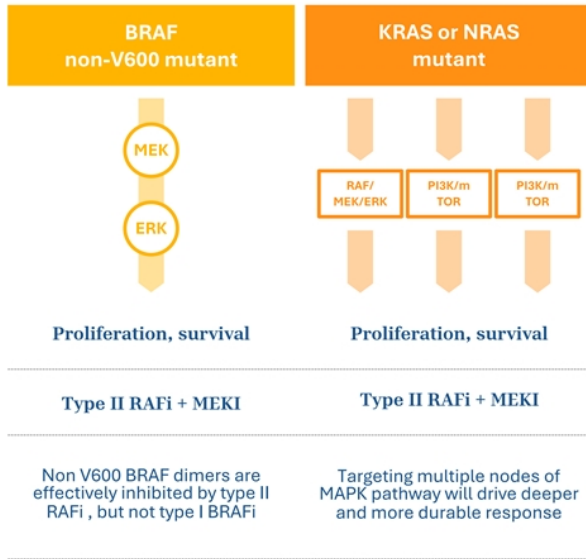 BRAF
non-V600 mutant
MEK
ERK
Proliferation, survival
Type II RAFi + MEKI
Non V600 BRAF dimers are
effectively inhibited by type II
RAFi , but not type I BRAFi
KRAS or NRAS
mutant
RAF/
MEK/ERK
PI3K/m
TOR
PI3K/m
TOR
Proliferation, survival
Type II RAFi + MEKI
Targeting multiple nodes of
MAPK pathway will drive deeper
and more durable response